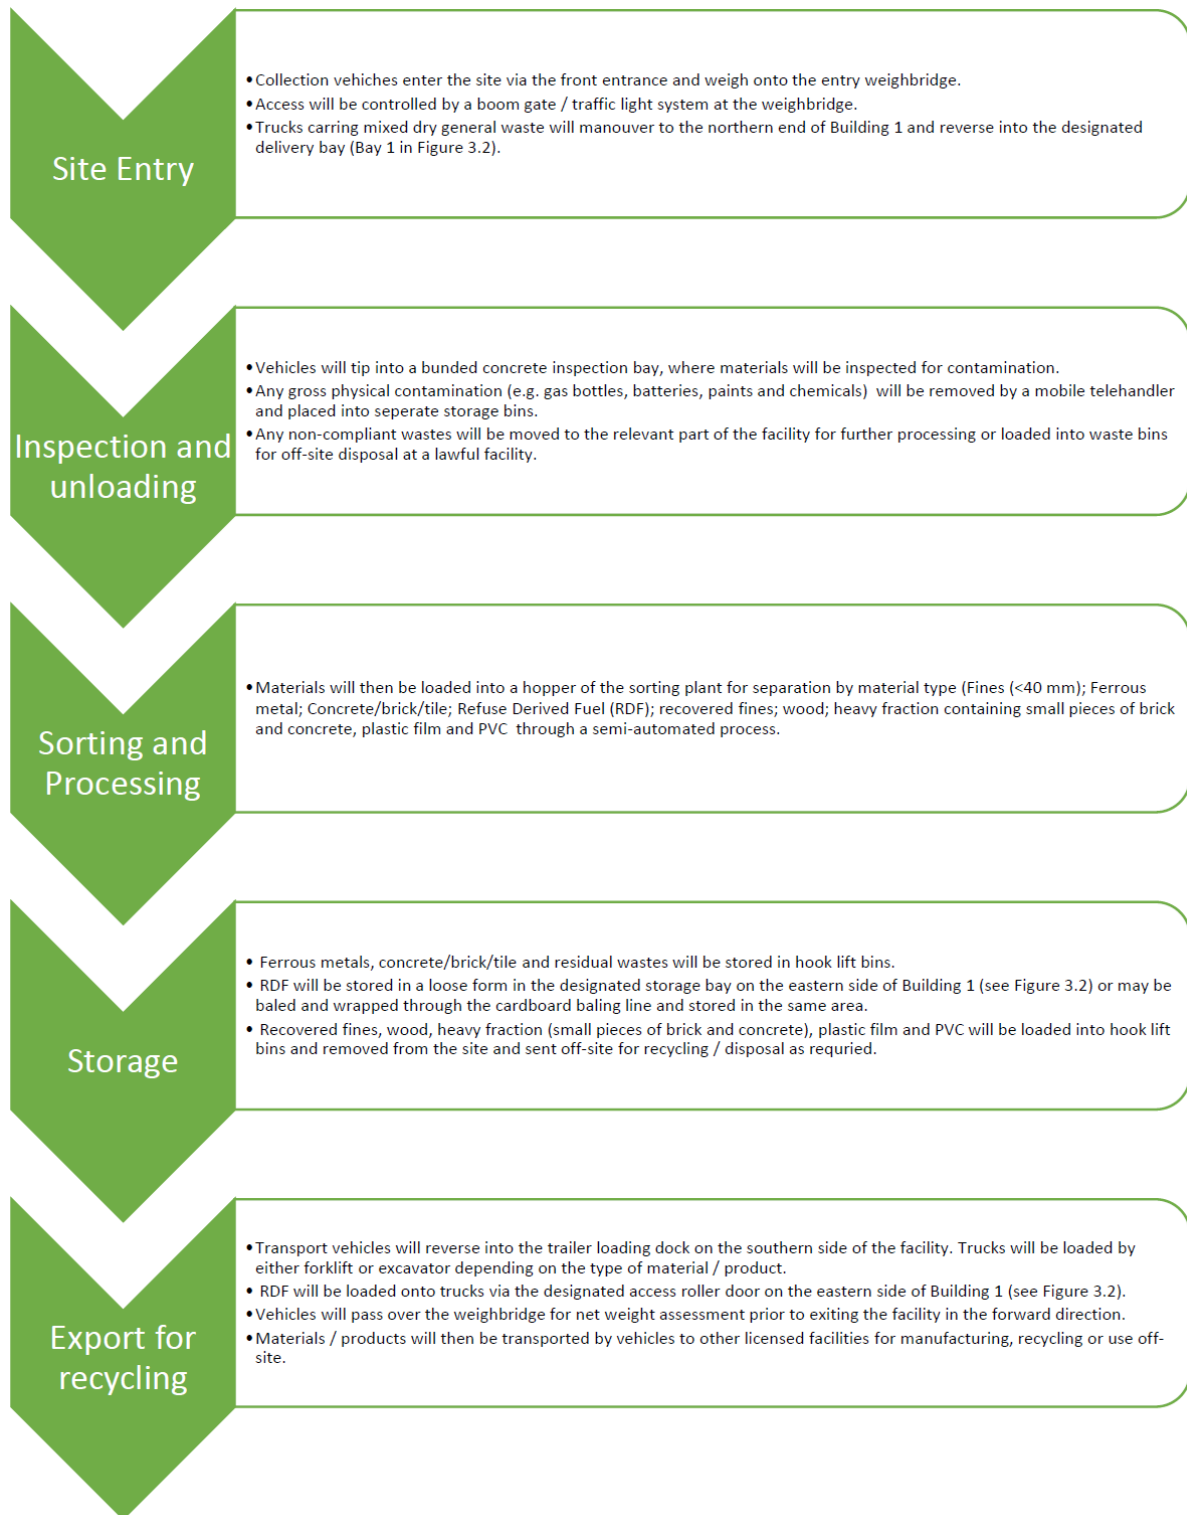 Site Entry
•Collection vehiches enter the site via the front entrance and weigh onto the entry weighbridge.
•Access will be controlled by a boom gate / traffic light system at the weighbridge.
•Trucks carring mixed dry general waste will manouver to the northern end of Building 1 and reverse into the designated
delivery bay (Bay 1 in Figure 3.2).
Inspection and
unloading
•Vehicles will tip into a bunded concrete inspection bay, where materials will be inspected for contamination.
•Any gross physical contamination (e.g. gas bottles, batteries, paints and chemicals)  will be removed by a mobile telehandler
and placed into seperate storage bins.
•Any non-compliant wastes will be moved to the relevant part of the facility for further processing or loaded into waste bins
for off-site disposal at a lawful facility.
Sorting and
Processing
•Materials will then be loaded into a hopper of the sorting plant for separation by material type (Fines (<40 mm); Ferrous
metal; Concrete/brick/tile; Refuse Derived Fuel (RDF); recovered fines; wood; heavy fraction containing small pieces of brick
and concrete, plastic film and PVC  through a semi-automated process.
Storage
• Ferrous metals, concrete/brick/tile and residual wastes will be stored in hook lift bins.
• RDF will be stored in a loose form in the designated storage bay on the eastern side of Building 1 (see Figure 3.2) or may be
baled and wrapped through the cardboard baling line and stored in the same area.
• Recovered fines, wood, heavy fraction (small pieces of brick and concrete), plastic film and PVC will be loaded into hook lift
bins and removed from the site and sent off-site for recycling / disposal as requried.
Export for
recycling
•Transport vehicles will reverse into the trailer loading dock on the southern side of the facility. Trucks will be loaded by
either forklift or excavator depending on the type of material / product.
• RDF will be loaded onto trucks via the designated access roller door on the eastern side of Building 1 (see Figure 3.2).
•Vehicles will pass over the weighbridge for net weight assessment prior to exiting the facility in the forward direction.
•Materials / products will then be transported by vehicles to other licensed facilities for manufacturing, recycling or use off-
site.